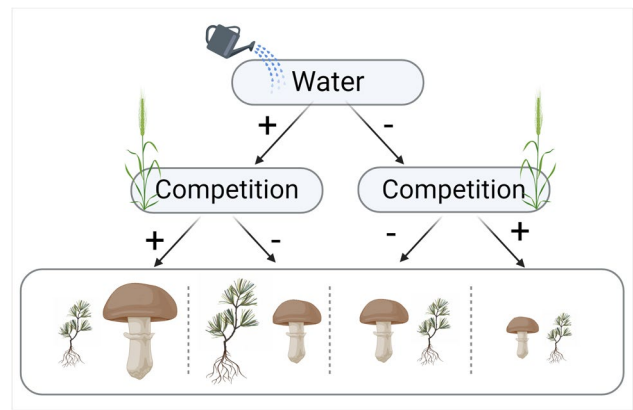 Water
+ -
Competition Competition
+ - - +